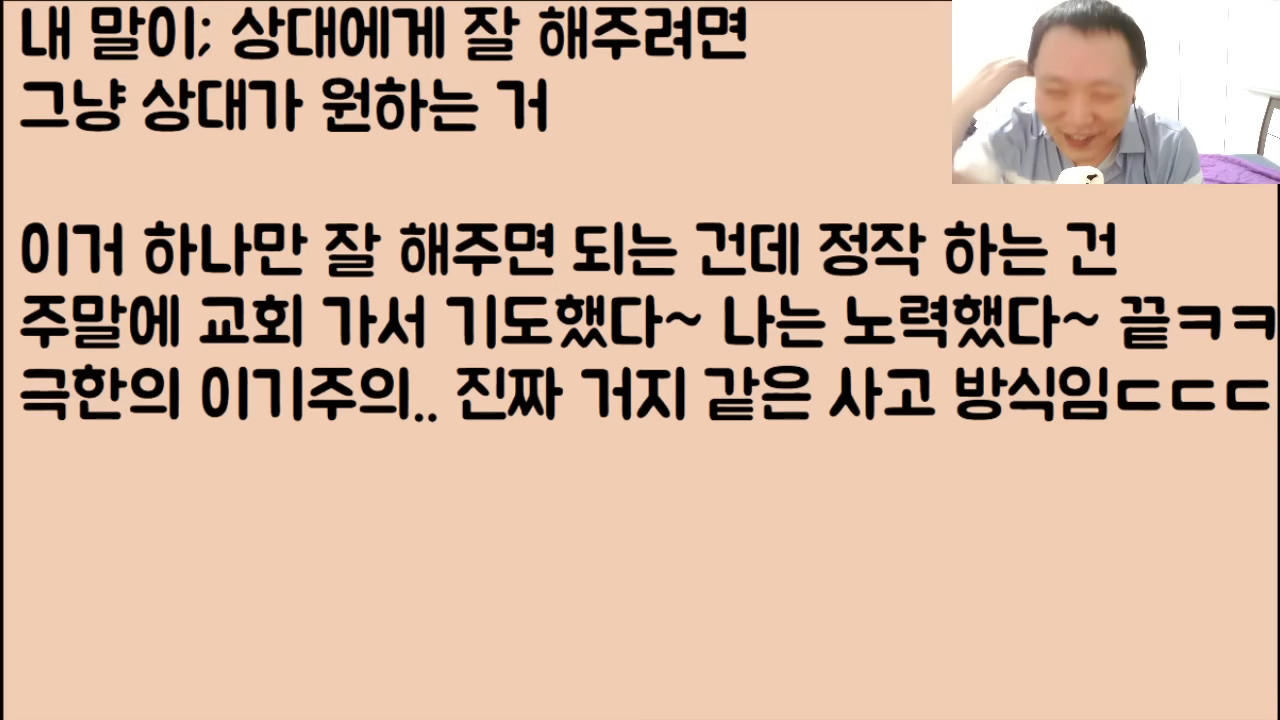 내 말이; 상대에게 잘 해주려면
그냥 상대가 원하는 거
이거 하나만 잘 해주면 되는 건데 정작 하는 건
주말에 교회 가서 기도했다~ 나는 노력했다~ 끝ㅋㅋ
극한의 이기주의.. 진짜 거지 같은 사고 방식임ㄷㄷㄷ